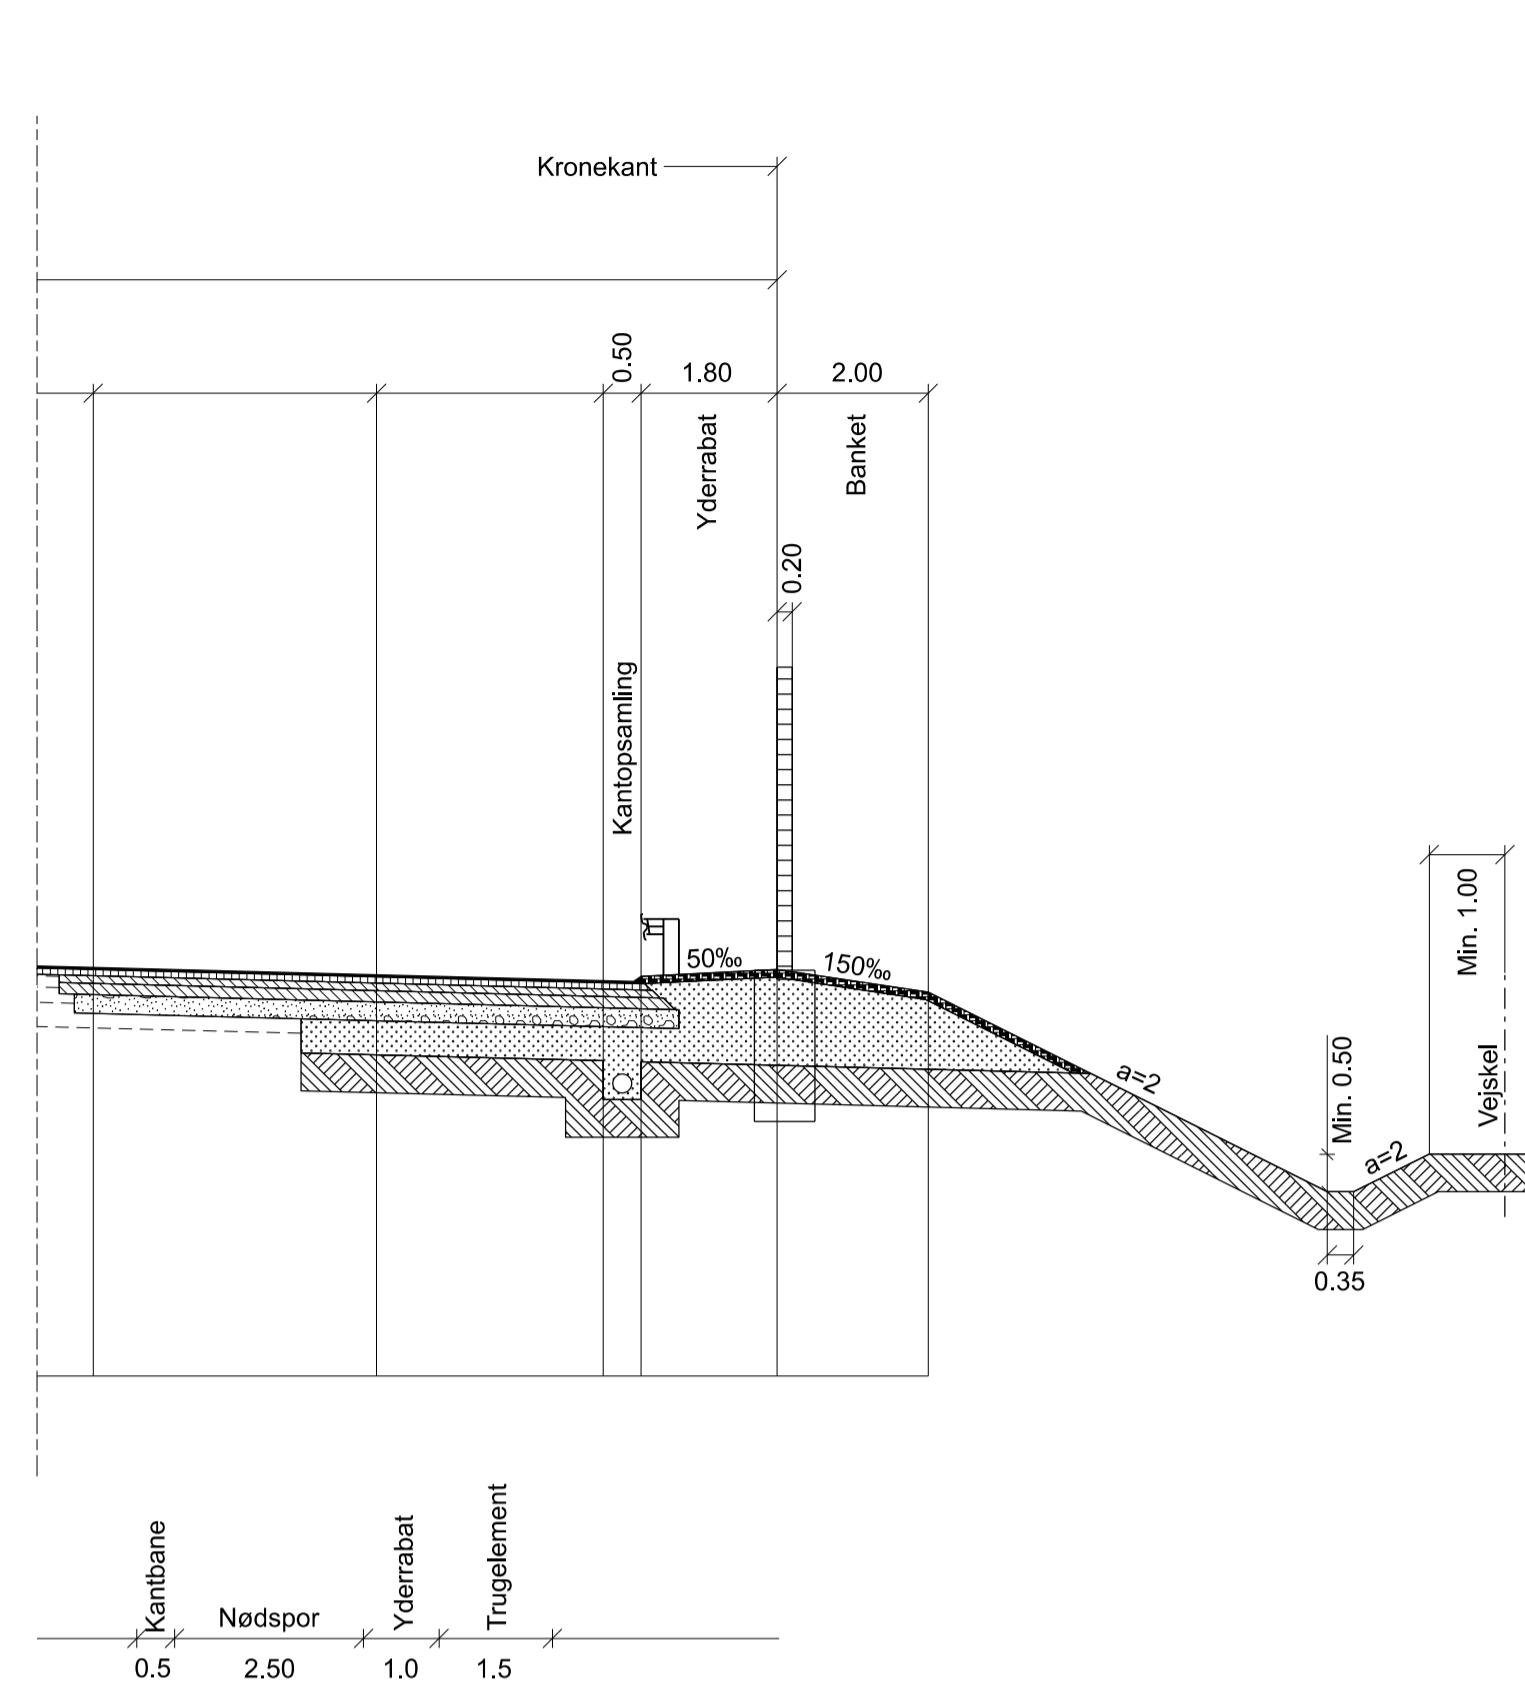 Kronekant
0.50
1.80
2.00
Yderrabat
Banket
0.20
Kantopsamling
50‰
150‰
Min. 1.00
a=2
Min. 0.50
a=2
Vejskel
0.35
Kantbane
Nødspor
Yderrabat
Trugelement
0.5
2.50
1.0
1.5